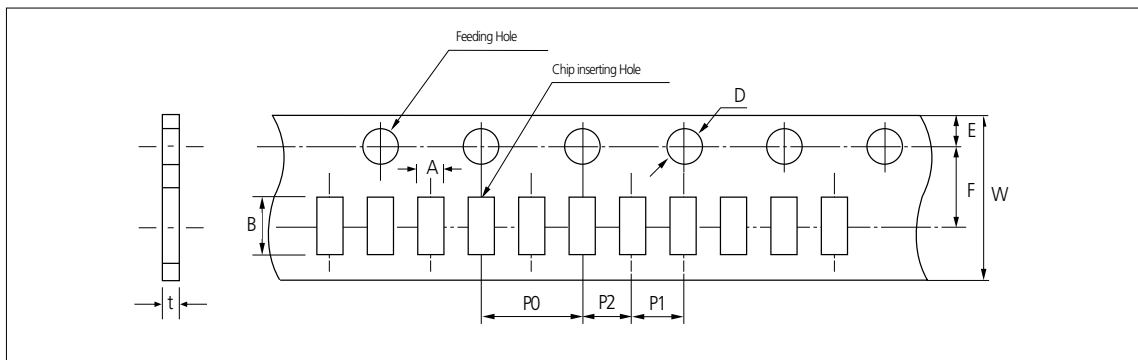 Feeding Hole
Chip inserting Hole
D
E
A
F
W
B
t
P0
P2
P1